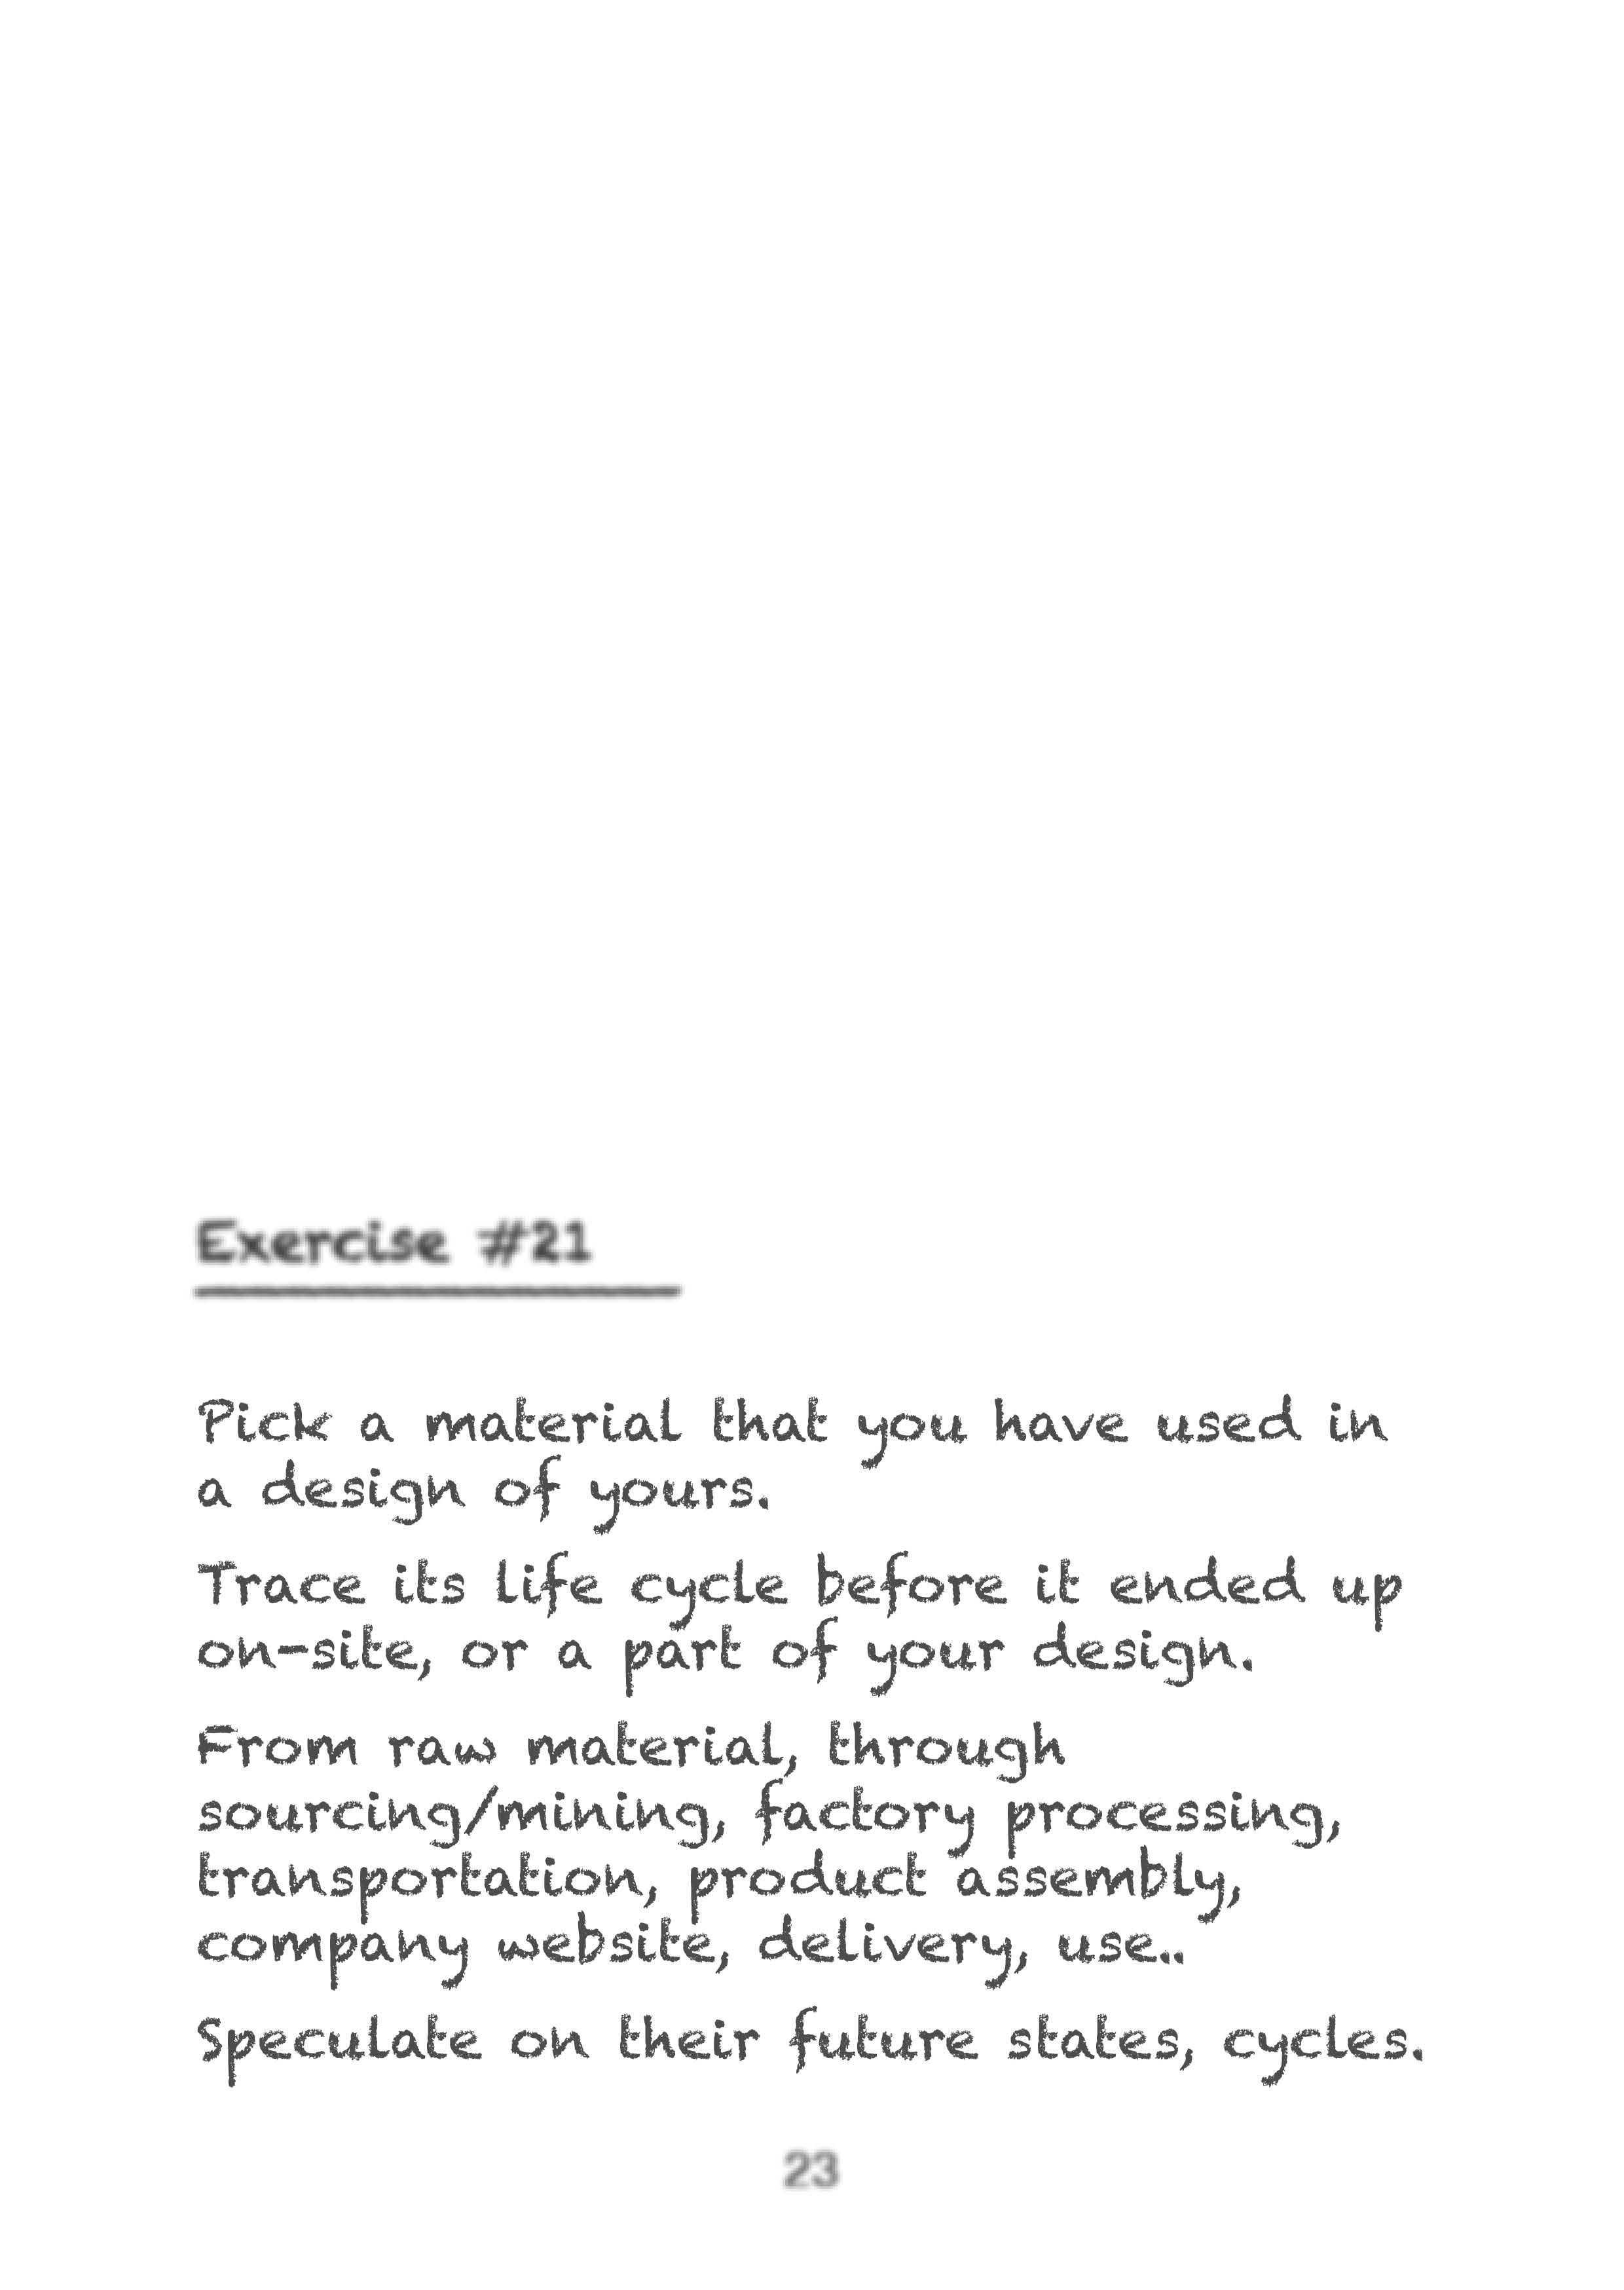 Exercise #21
Pick a material that you have used in
a design of yours.
Trace its life cycle before it ended up
on-site, or a part of your design.
From raw material, through
sourcing/mining, factory processing,
transportation, product assembly,
company website, delivery, use..
Speculate on their future states, cycles.
23